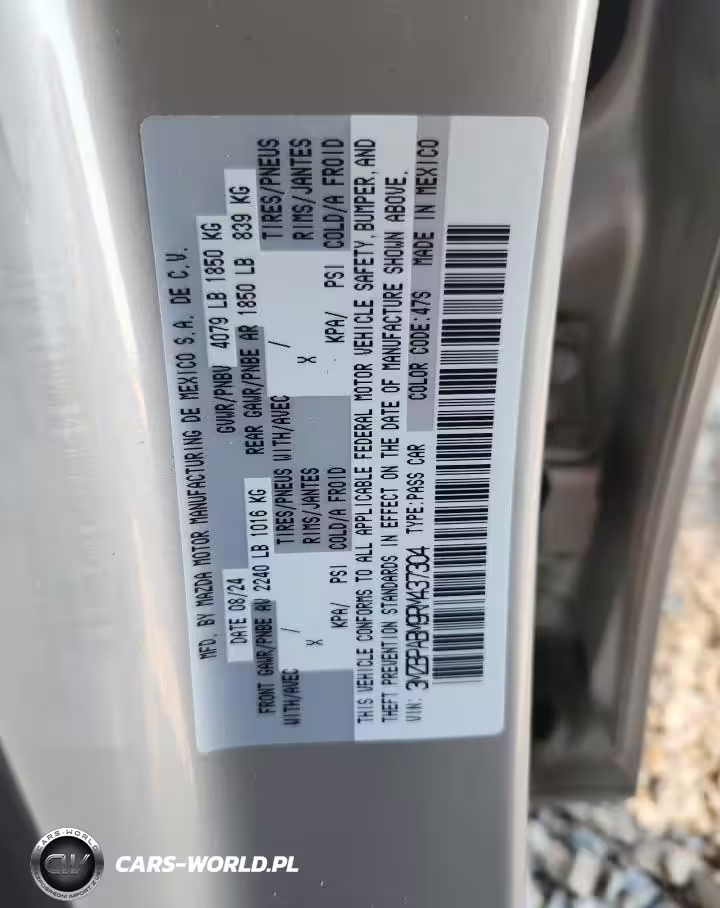 MFD. BY MAZDA MOTOR MANUFACTURING DE MEXICO S.A. DE C.V.
DATE 08/24 GVWR/PNBV 4079 LB 1850 KG
FRONT GAWR/PNBE AV 2240 LB 1016 KG REAR GAWR/PNBE AR 1850 LB 839 KG
WITH/AVEC / TIRES/PNEUS WITH/AVEC / TIRES/PNEUS
X RIMS/JANTES X RIMS/JANTES
KPA/ PSI COLD/A FROID KPA/ PSI COLD/A FROID
THIS VEHICLE CONFORMS TO ALL APPLICABLE FEDERAL MOTOR VEHICLE SAFETY, BUMPER, AND
THEFT PREVENTION STANDARDS IN EFFECT ON THE DATE OF MANUFACTURE SHOWN ABOVE.
VIN: 3MZBPABM9RM437304 TYPE:PASS CAR COLOR CODE:47S MADE IN MEXICO
CARS-WORLD
CW
CARS-WORLD.PL